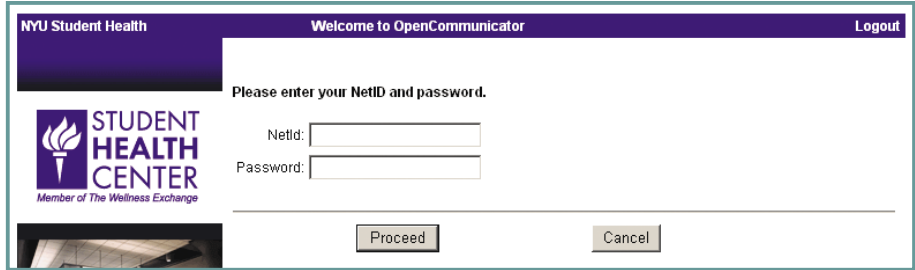 NYU Student Health Welcome to OpenCommunicator Logout
Please enter your NetID and password.
STUDENT
HEALTH
CENTER
Member of The Wellness Exchange
NetId:
Password:
Proceed Cancel